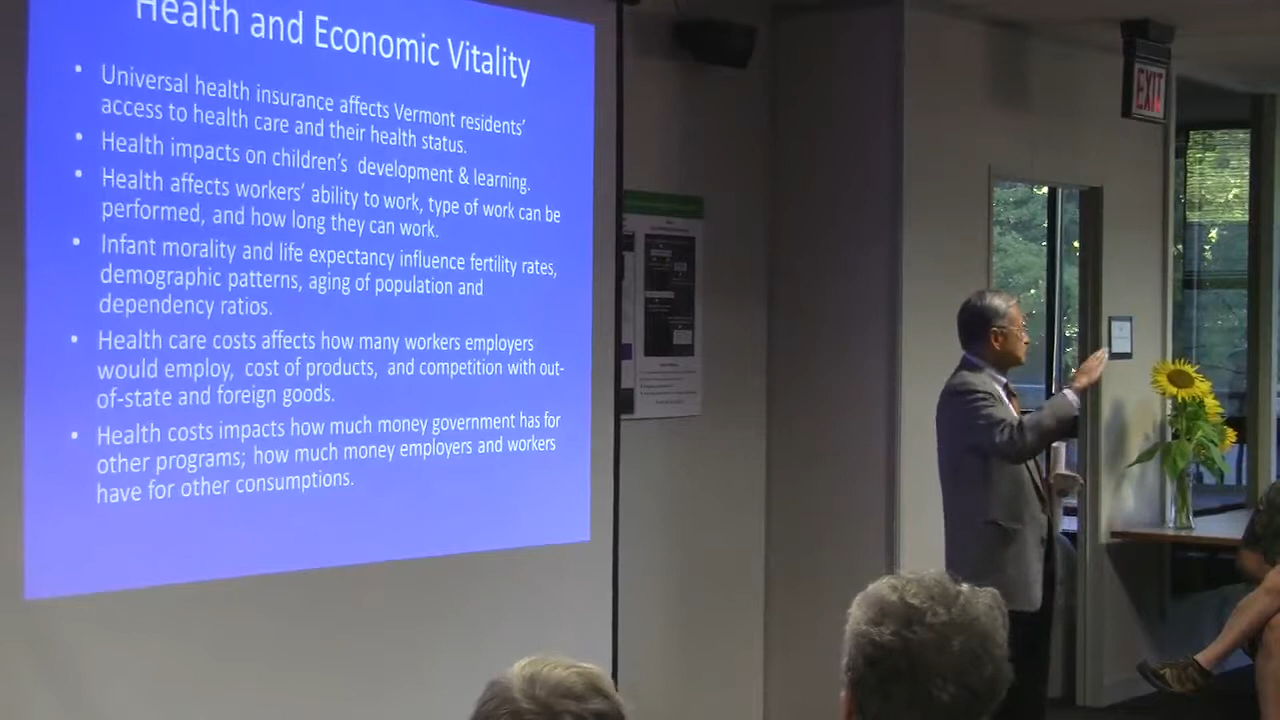 Health and Economic Vitality
• Universal health insurance affects Vermont residents'
access to health care and their health status.
• Health impacts on children's development & learning.
• Health affects workers' ability to work, type of work can be
performed, and how long they can work.
• Infant morality and life expectancy influence fertility rates,
demographic patterns, aging of population and
dependency ratios.
• Health care costs affects how many workers employers
would employ, cost of products, and competition with out-
of-state and foreign goods.
• Health costs impacts how much money government has for
other programs; how much money employers and workers
have for other consumptions.
EXIT